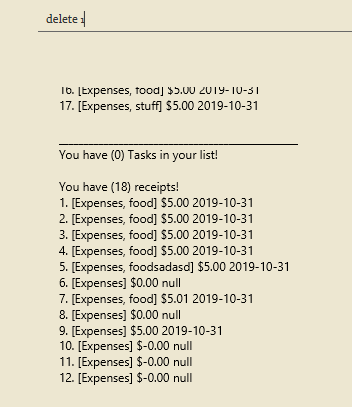 delete 1
16. [Expenses, food] $5.00 2019-10-31
17. [Expenses, stuff] $5.00 2019-10-31
You have (0) Tasks in your list!
You have (18) receipts!
1. [Expenses, food] $5.00 2019-10-31
2. [Expenses, food] $5.00 2019-10-31
3. [Expenses, food] $5.00 2019-10-31
4. [Expenses, food] $5.00 2019-10-31
5. [Expenses, foodsadasd] $5.00 2019-10-31
6. [Expenses] $0.00 null
7. [Expenses, food] $5.01 2019-10-31
8. [Expenses] $0.00 null
9. [Expenses] $5.00 2019-10-31
10. [Expenses] $-0.00 null
11. [Expenses] $-0.00 null
12. [Expenses] $-0.00 null